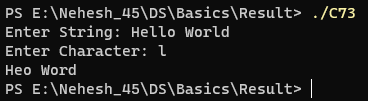 PS E:\Nehesh_45\DS\Basics\Result> ./C73
Enter String: Hello World
Enter Character: l
Heo Word
PS E:\Nehesh_45\DS\Basics\Result>